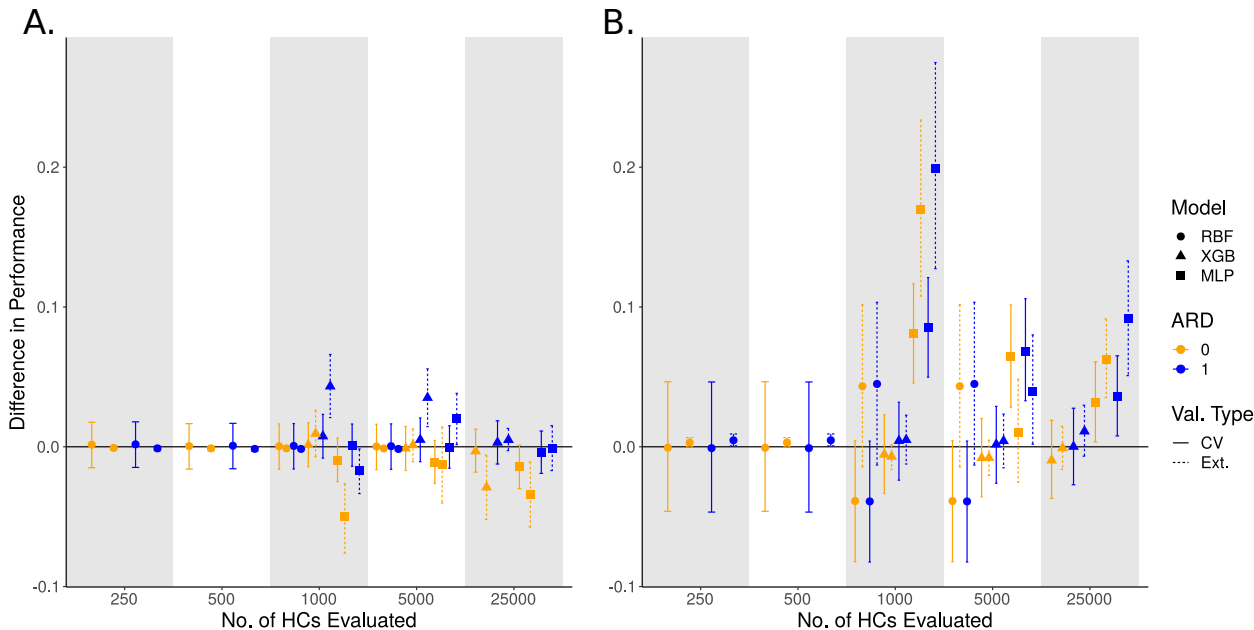 A.
B.
Difference in Performance
0.2
0.1
0.0
-0.1
250 500 1000 5000 25000
No. of HCs Evaluated
0.2
0.1
0.0
-0.1
250 500 1000 5000 25000
No. of HCs Evaluated
Model
RBF
XGB
MLP
ARD
0
1
Val. Type
CV
Ext.